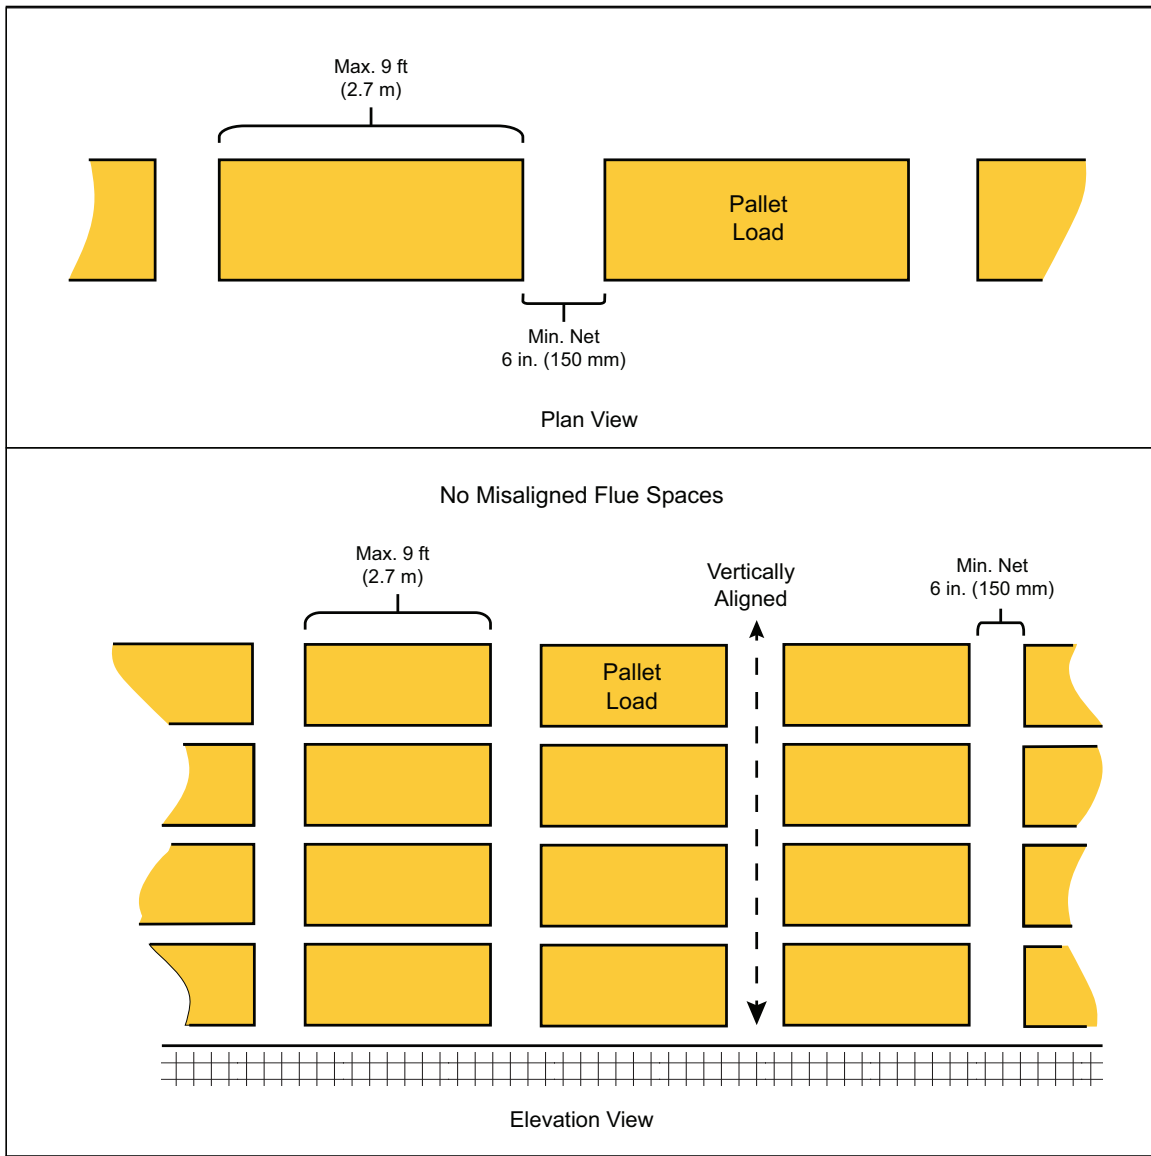 Max. 9 ft
(2.7 m)
Pallet
Load
Min. Net
6 in. (150 mm)
Plan View
No Misaligned Flue Spaces
Max. 9 ft
(2.7 m)
Vertically
Aligned
Min. Net
6 in. (150 mm)
Pallet
Load
Elevation View